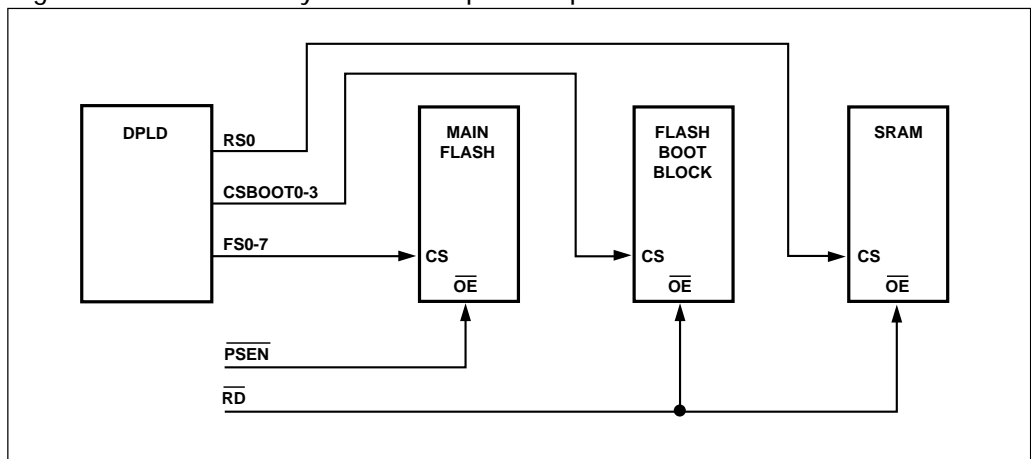 DPLD
RS0
CSBOOT0-3
FS0-7
MAIN
FLASH
CS
OE
FLASH
BOOT
BLOCK
CS
OE
SRAM
CS
OE
PSEN
RD